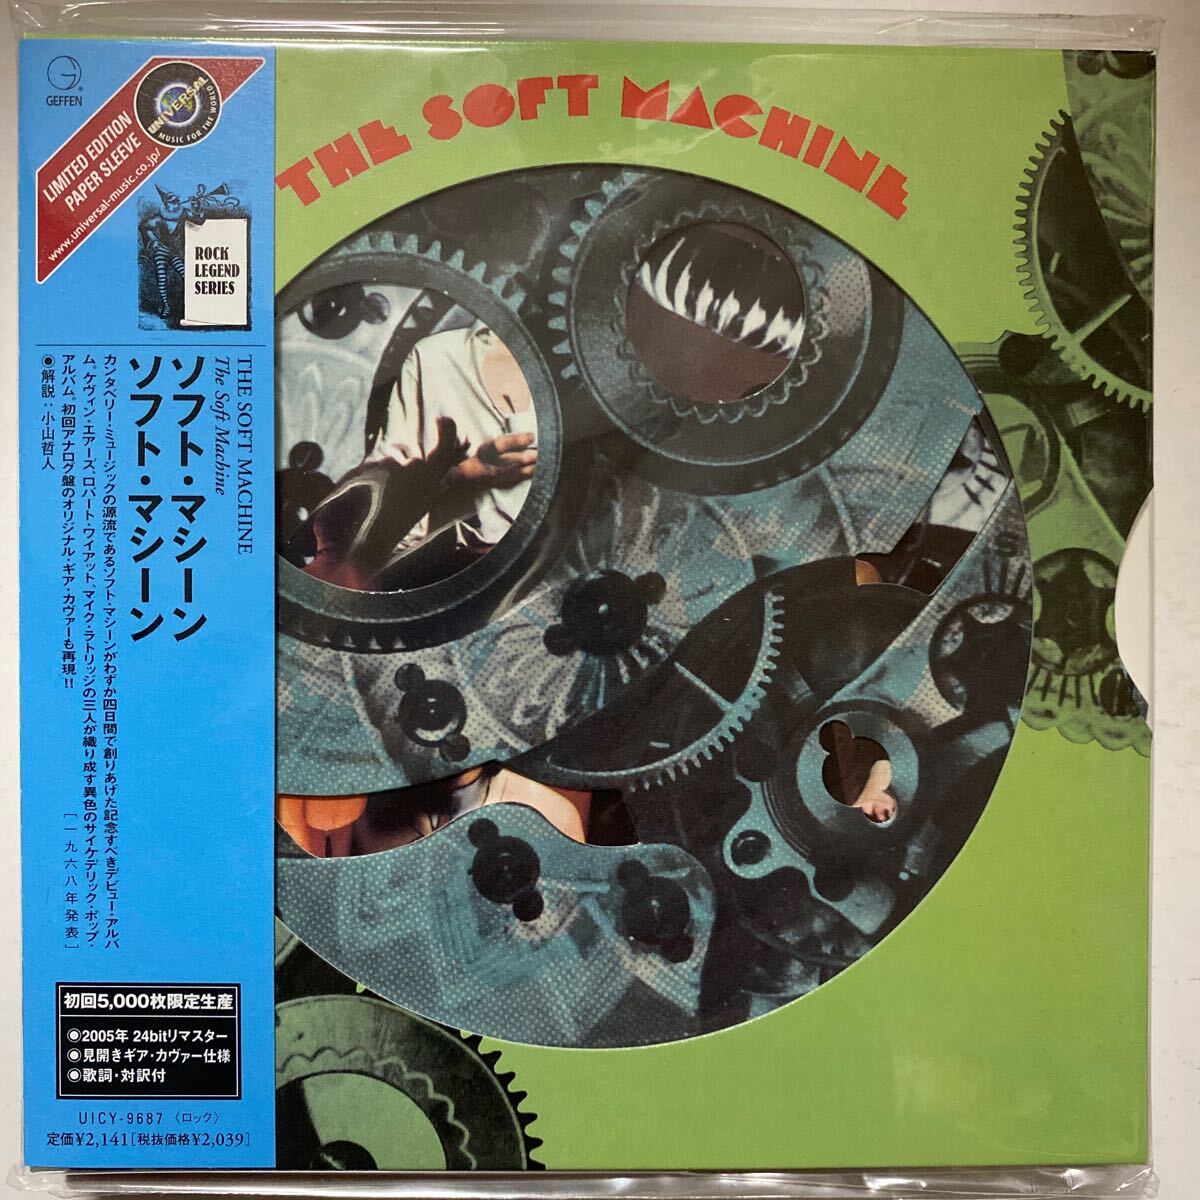 GEFFEN
LIMITED EDITION
PAPER SLEEVE
www.universal-music.co.jp/
UNIVERSAL
MUSIC FOR THE WORLD
ROCK
LEGEND
SERIES
THE SOFT MACHINE
THE SOFT MACHINE
The Soft Machine
ソフト・マシーン
ソフト・マシーン
カンタベリー・ミュージックの源流であるソフト・マシーンがわずか四日間で創りあげた記念すべきデビュー・アルバ
ム。ケヴィン・エアーズ、ロバート・ワイアット、マイク・ラトリッジの三人が織り成す異色のサイケデリック・ポップ・
アルバム。初回アナログ盤のオリジナル・ギア・カヴァーも再現!!
[一九六八年発表]
●解説:小山哲人
初回5,000枚限定生産
●2005年 24bitリマスター
●見開きギア・カヴァー仕様
●歌詞・対訳付
UICY-9687 〈ロック〉
定価¥2,141[税抜価格¥2,039]